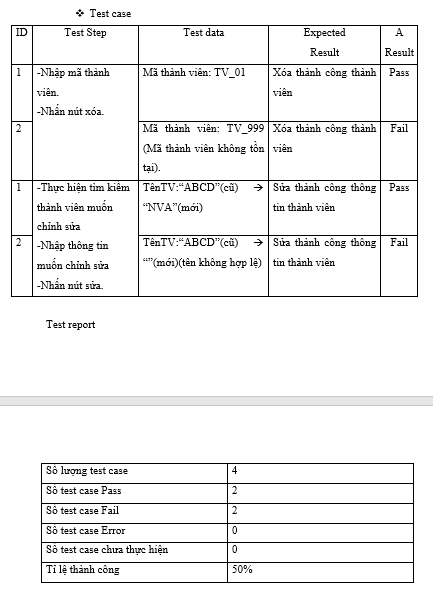 ❖ Test case
ID Test Step Test data Expected Result A Result
1 -Nhập mã thành viên. -Nhấn nút xóa. Mã thành viên: TV_01 Xóa thành công thành viên Pass
2 Mã thành viên: TV_999 (Mã thành viên không tồn tại). Xóa thành công thành viên Fail
1 -Thực hiện tìm kiếm thành viên muốn chỉnh sửa TênTV:“ABCD”(cũ) → “NVA”(mới) Sửa thành công thông tin thành viên Pass
2 -Nhập thông tin muốn chỉnh sửa -Nhấn nút sửa. TênTV:“ABCD”(cũ) → “”(mới)(tên không hợp lệ) Sửa thành công thông tin thành viên Fail
Test report
Số lượng test case 4
Số test case Pass 2
Số test case Fail 2
Số test case Error 0
Số test case chưa thực hiện 0
Tỉ lệ thành công 50%